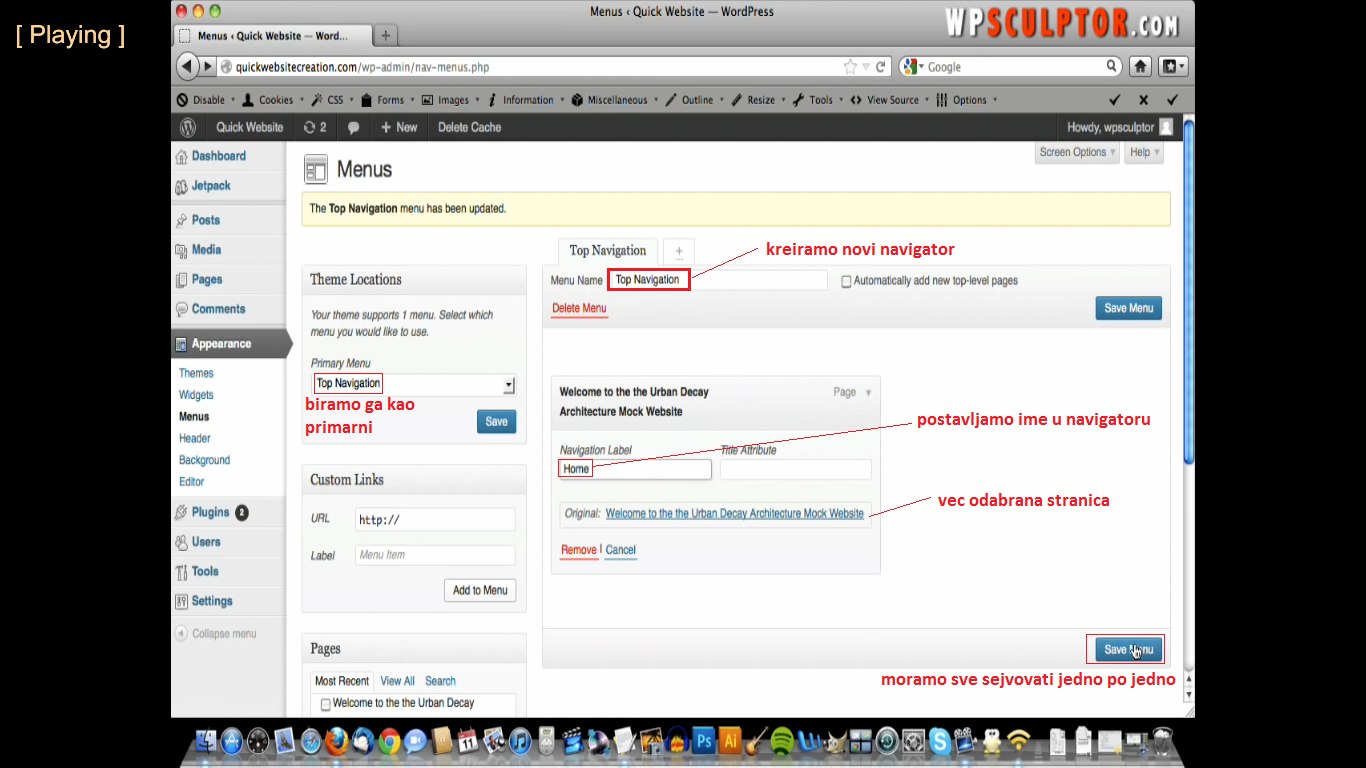 [ Playing ]
Menus ‹ Quick Website — WordPress
WPSCULPTOR.COM
Menus ‹ Quick Website — Word...
quickwebsitecreation.com/wp-admin/nav-menus.php
Google
Disable Cookies CSS Forms Images Information Miscellaneous Outline Resize Tools View Source Options
Quick Website 2 + New Delete Cache Howdy, wpsculptor
Screen Options Help
Dashboard
Jetpack
Posts
Media
Pages
Comments
Appearance
Themes
Widgets
Menus
Header
Background
Editor
Plugins 2
Users
Tools
Settings
Collapse menu
Menus
The Top Navigation menu has been updated.
Theme Locations
Your theme supports 1 menu. Select which
menu you would like to use.
Primary Menu
Top Navigation
biramo ga kao
primarni
Save
Custom Links
URL http://
Label Menu Item
Add to Menu
Pages
Most Recent View All Search
Welcome to the the Urban Decay
Top Navigation +
kreiramo novi navigator
Menu Name Top Navigation Automatically add new top-level pages
Delete Menu Save Menu
Welcome to the the Urban Decay
Architecture Mock Website
Page
postavljamo ime u navigatoru
Navigation Label Title Attribute
Home
vec odabrana stranica
Original: Welcome to the the Urban Decay Architecture Mock Website
Remove | Cancel
Save Menu
moramo sve sejvovati jedno po jedno
11
Ps Ai